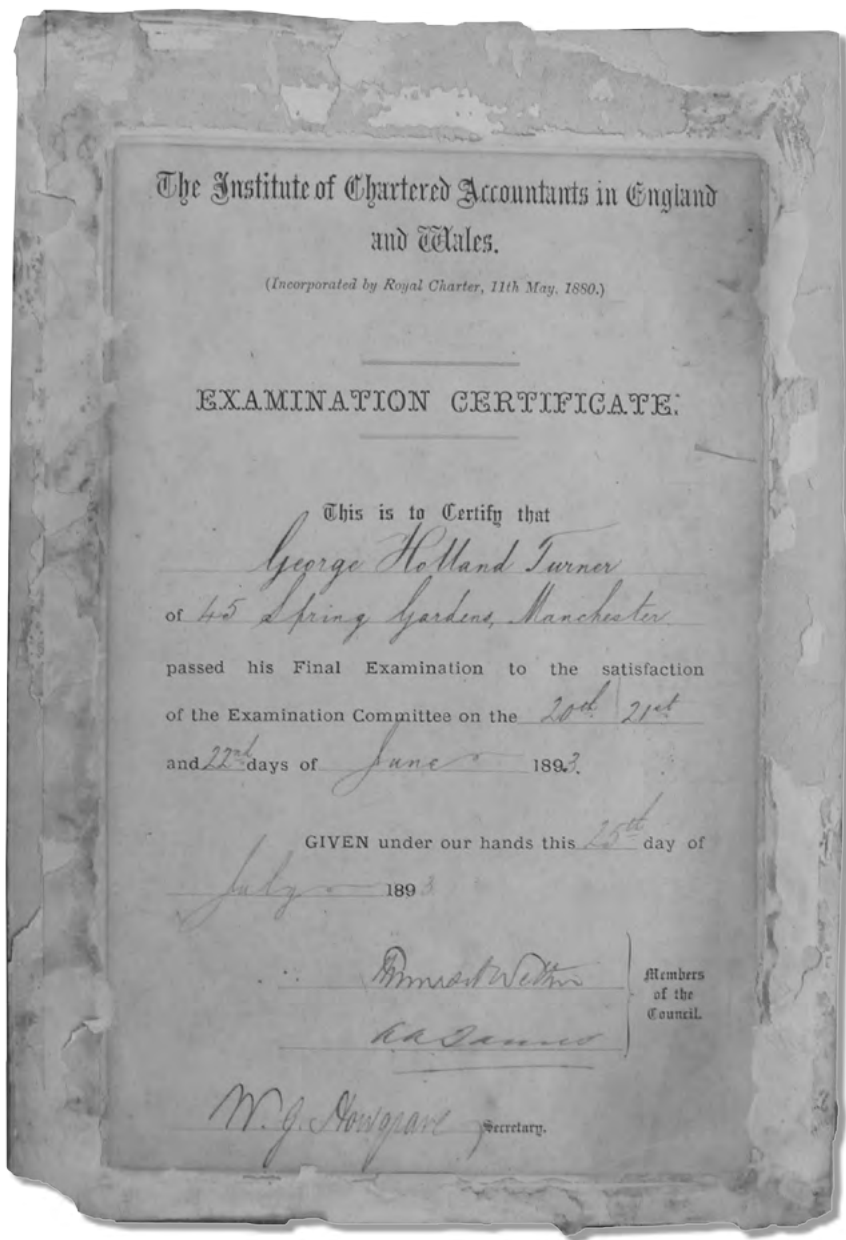 The Institute of Chartered Accountants in England
and Wales.
(Incorporated by Royal Charter, 11th May, 1880.)
EXAMINATION CERTIFICATE.
This is to Certify that
George Holland Turner
of 45 Spring Gardens, Manchester
passed his Final Examination to the satisfaction
of the Examination Committee on the 20th 21st
and 22nd days of June 1893.
GIVEN under our hands this 25th day of
July 1893
Members
of the
Council.
W. G. Howgrave Secretary.